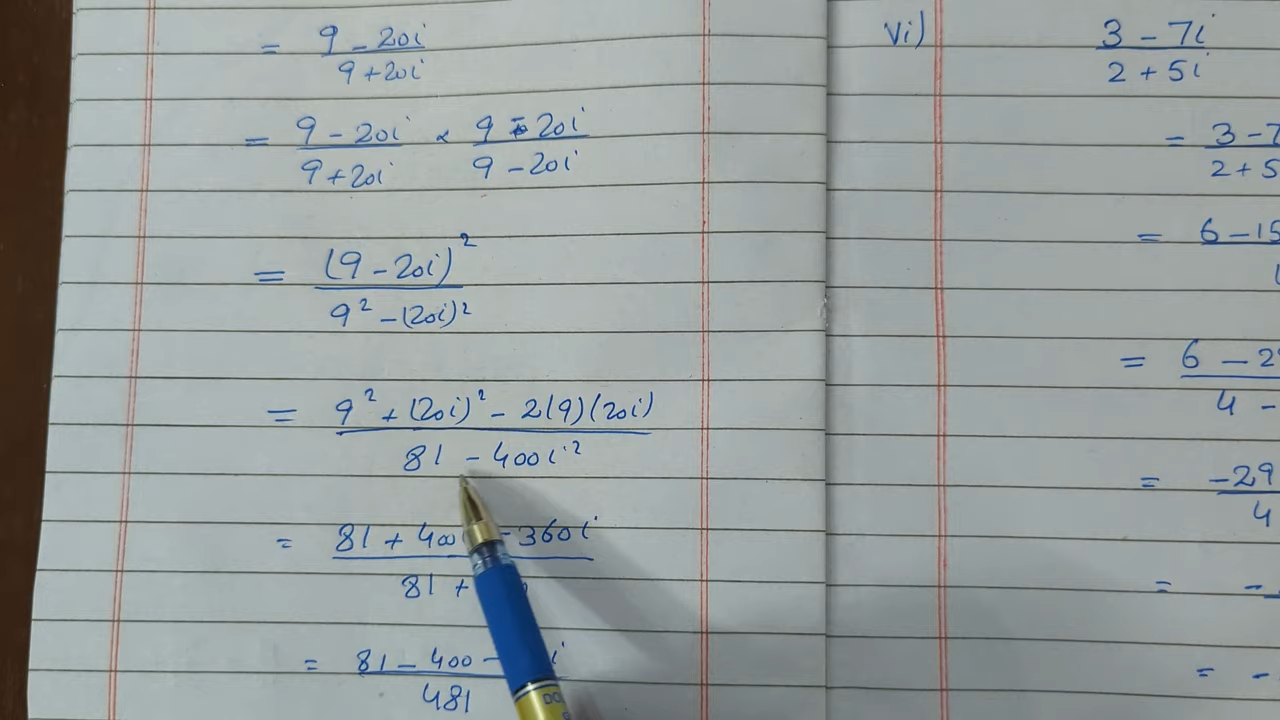 = 9 - 20i / 9 + 20i
= 9 - 20i / 9 + 20i × 9 - 20i / 9 - 20i
= (9 - 20i)² / 9² - (20i)²
= 9² + (20i)² - 2(9)(20i) / 81 - 400i²
= 81 + 400 - 360i / 81 +
= 81 - 400 - i / 481
vi) 3 - 7i / 2 + 5i
= 3 - 7 / 2 + 5
= 6 - 15
= 6 - 2 / 4 -
= -29 / 4
= -
= -